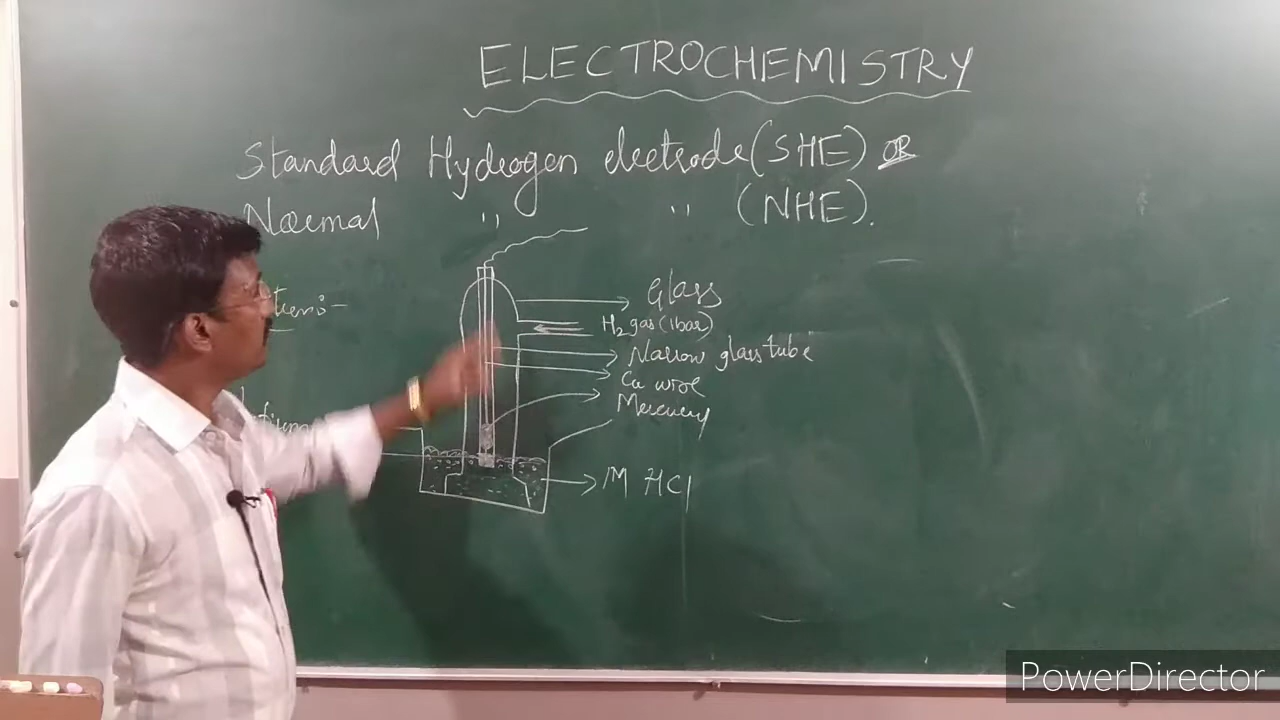 ELECTROCHEMISTRY
Standard Hydrogen electrode (SHE) OR
Normal " " (NHE).
Glass
H2 gas (1bar)
Narrow glass tube
Cu wire
Mercury
1M HCl
PowerDirector